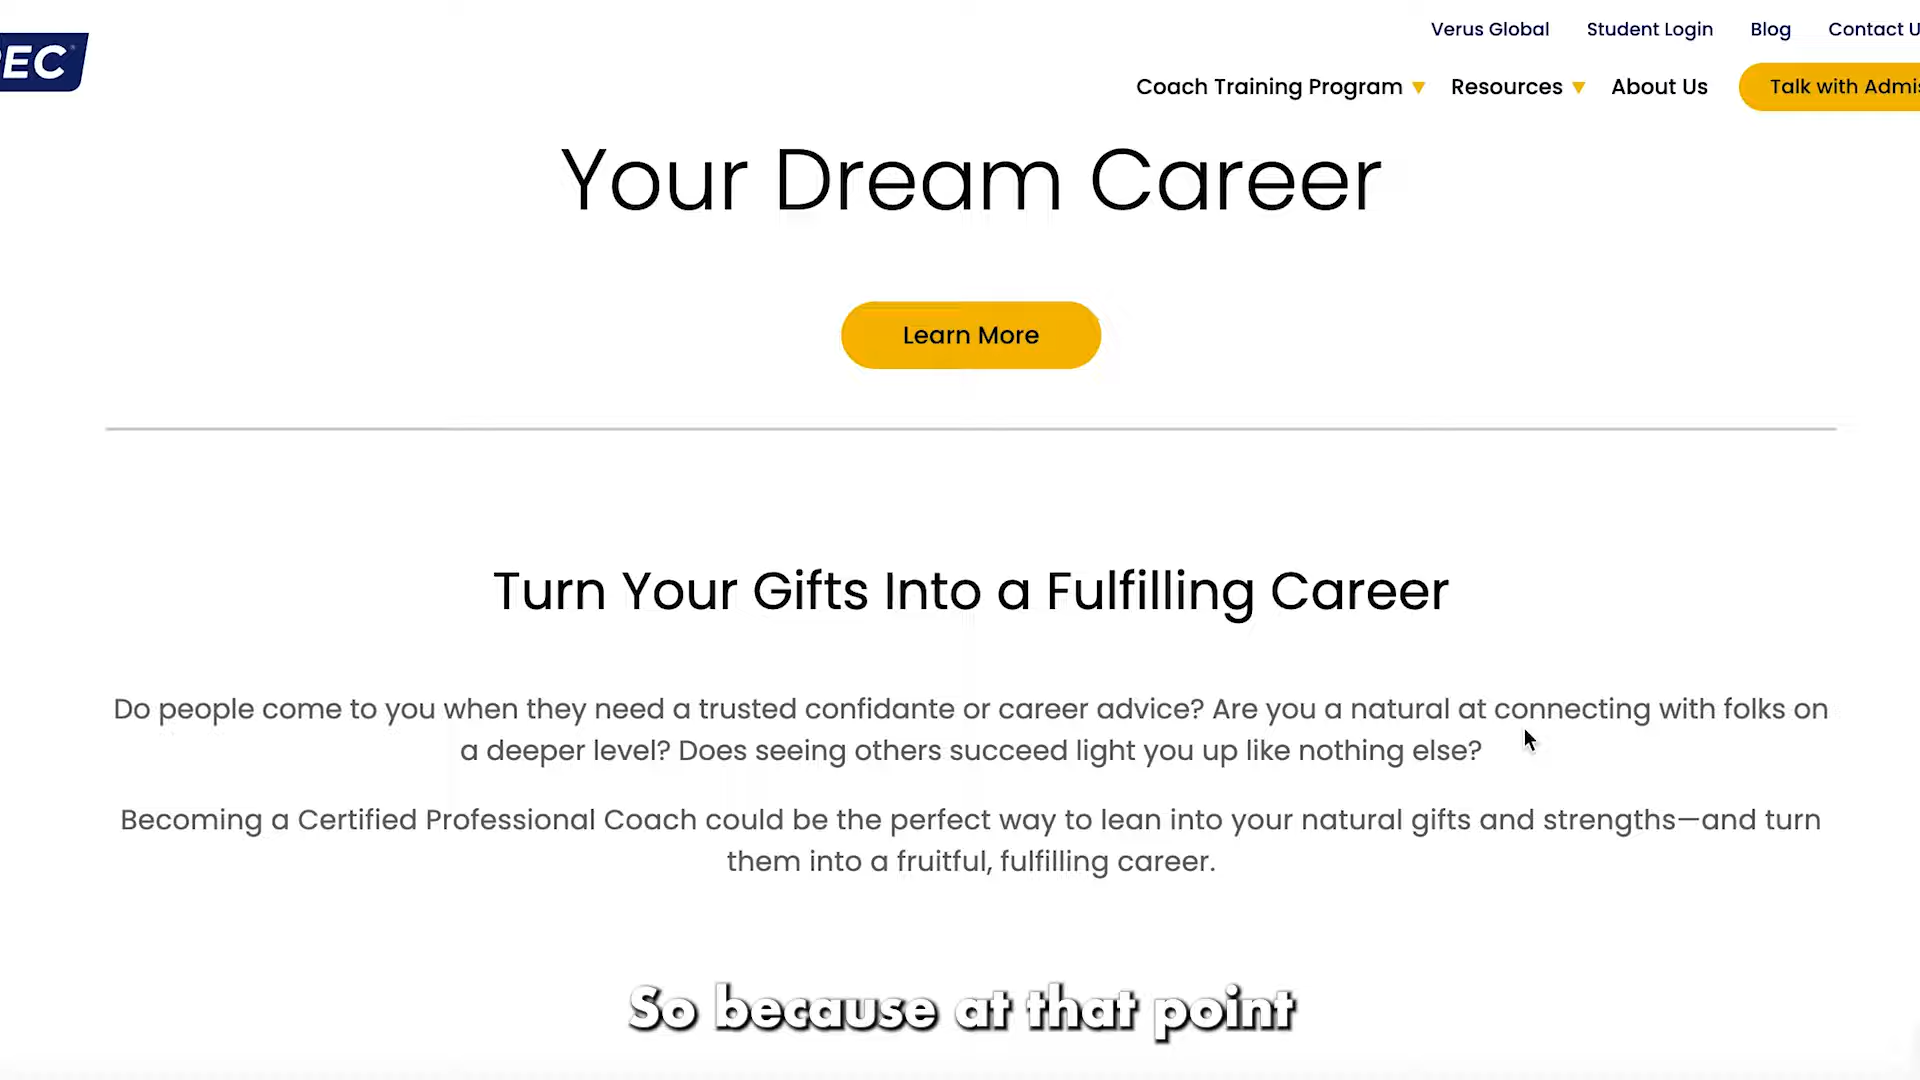 Verus Global Student Login Blog Contact U
EC
Coach Training Program Resources About Us Talk with Admis
Your Dream Career
Learn More
Turn Your Gifts Into a Fulfilling Career
Do people come to you when they need a trusted confidante or career advice? Are you a natural at connecting with folks on
a deeper level? Does seeing others succeed light you up like nothing else?
Becoming a Certified Professional Coach could be the perfect way to lean into your natural gifts and strengths—and turn
them into a fruitful, fulfilling career.
So because at that point